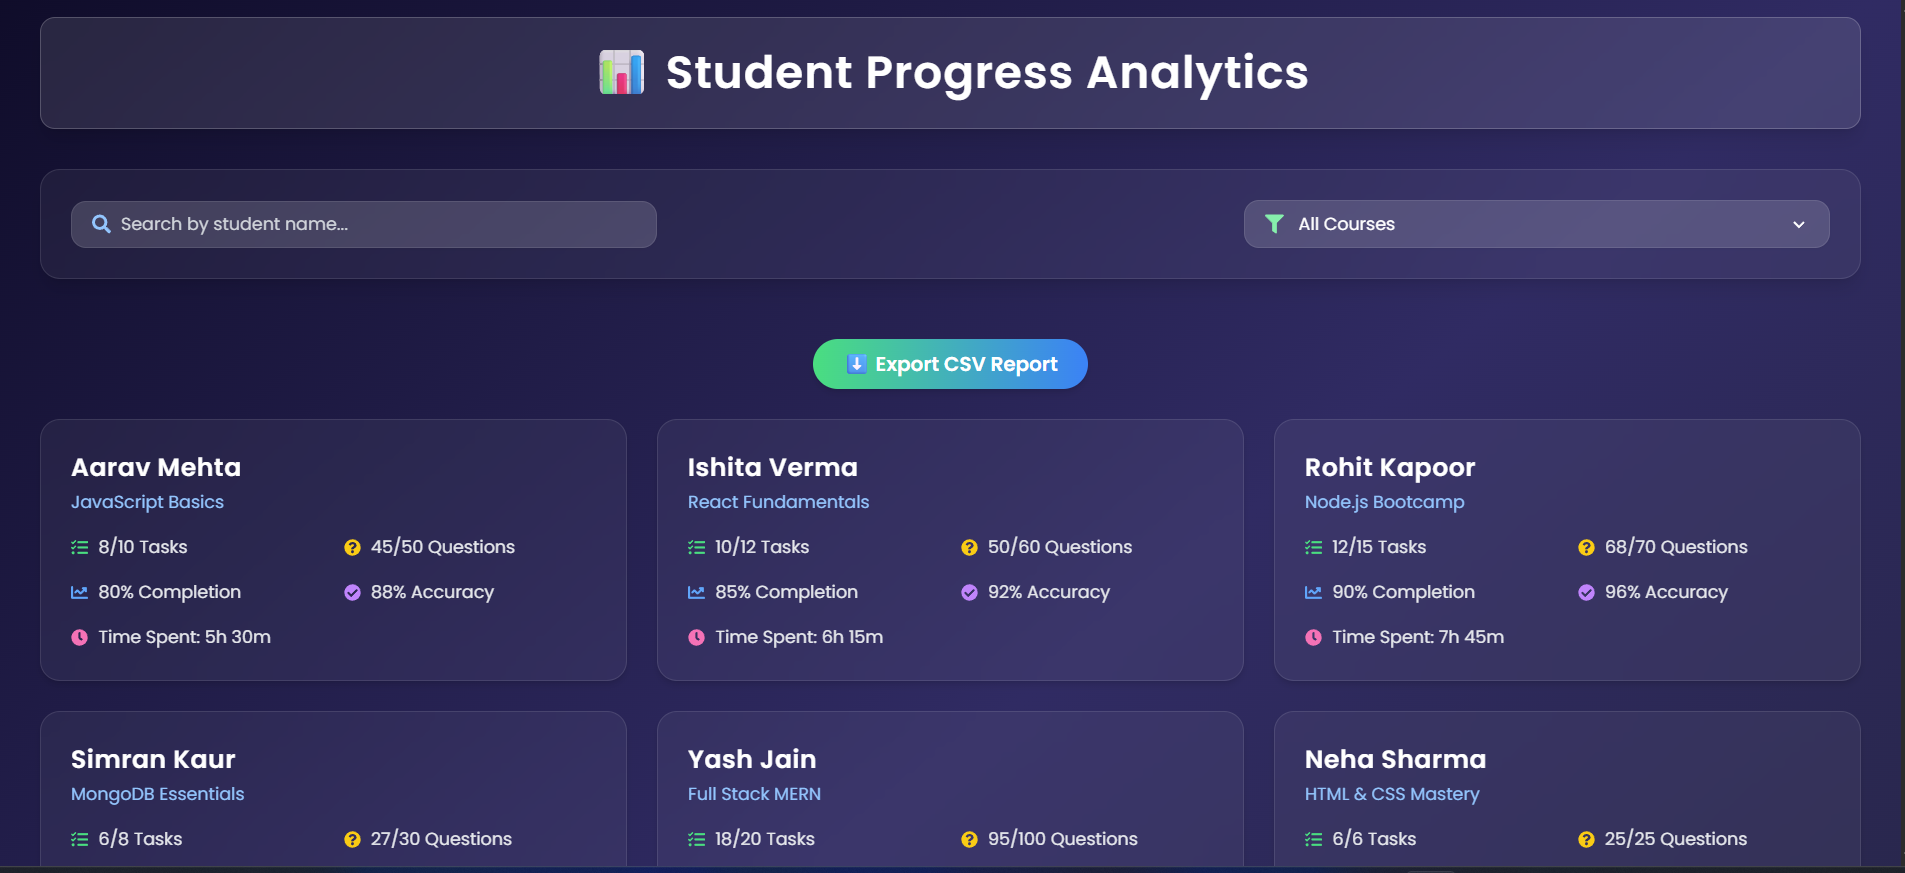 Student Progress Analytics
Search by student name...
All Courses
Export CSV Report
Aarav Mehta
JavaScript Basics
8/10 Tasks
45/50 Questions
80% Completion
88% Accuracy
Time Spent: 5h 30m
Ishita Verma
React Fundamentals
10/12 Tasks
50/60 Questions
85% Completion
92% Accuracy
Time Spent: 6h 15m
Rohit Kapoor
Node.js Bootcamp
12/15 Tasks
68/70 Questions
90% Completion
96% Accuracy
Time Spent: 7h 45m
Simran Kaur
MongoDB Essentials
6/8 Tasks
27/30 Questions
Yash Jain
Full Stack MERN
18/20 Tasks
95/100 Questions
Neha Sharma
HTML & CSS Mastery
6/6 Tasks
25/25 Questions